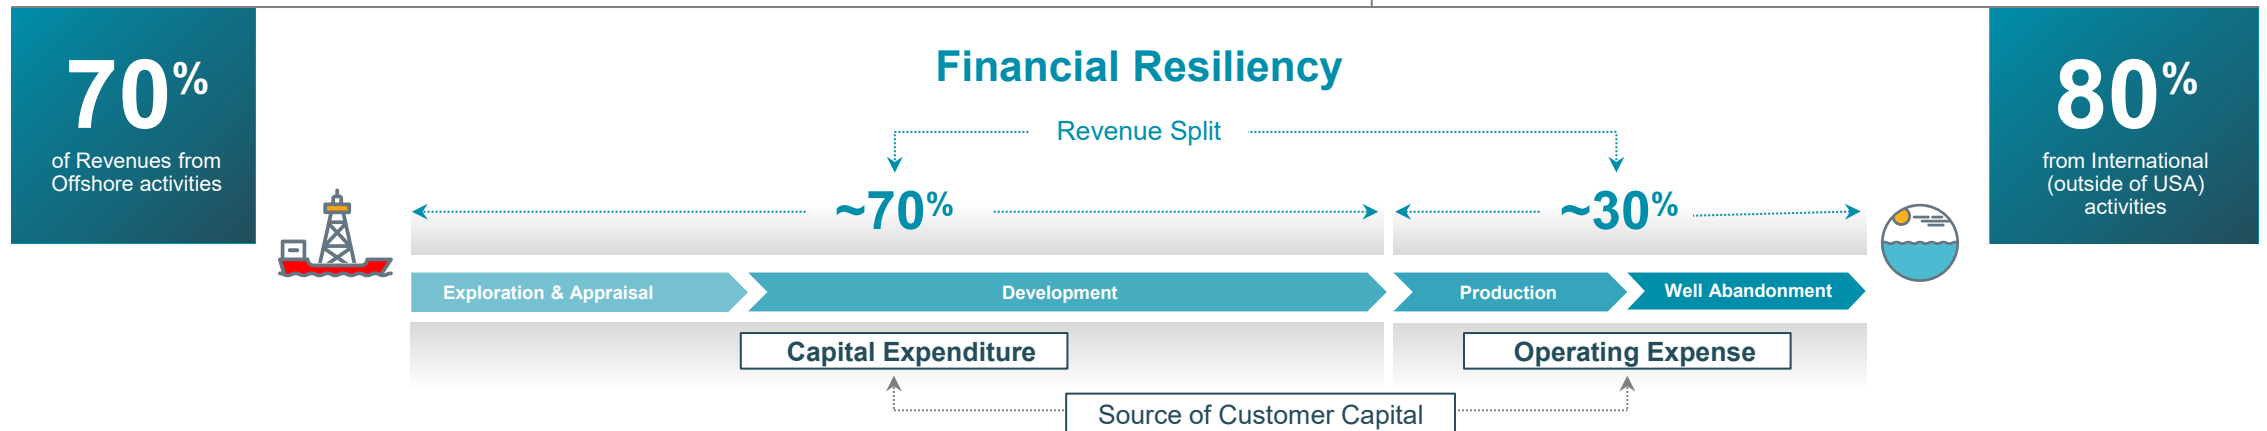 70%
of Revenues from
Offshore activities
Financial Resiliency
Revenue Split
~70%
~30%
Exploration & Appraisal
Development
Production
Well Abandonment
Capital Expenditure
Operating Expense
Source of Customer Capital
80%
from International
(outside of USA)
activities